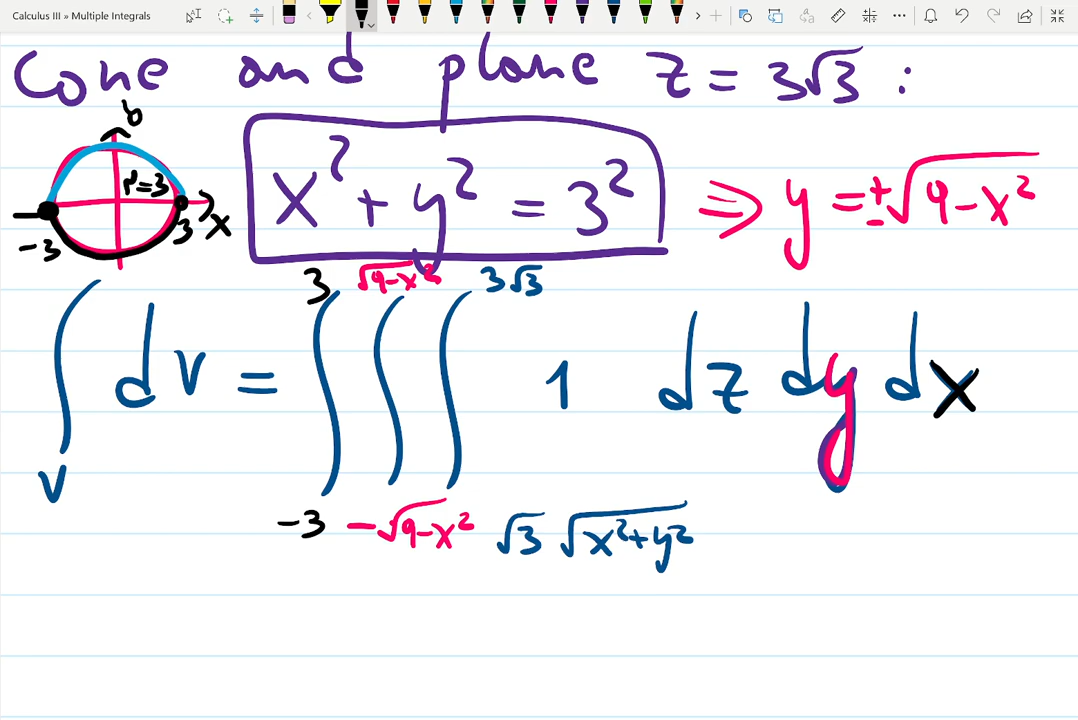 Calculus III » Multiple Integrals
Cone and plane z = 3√3 :
r=3
-3 3 x
x² + y² = 3² ⇒ y = ±√(9-x²)
3 √(9-x²) 3√3
∫ dv = ∫∫∫ 1 dz dy dx
v
-3 -√(9-x²) √3 √(x²+y²)